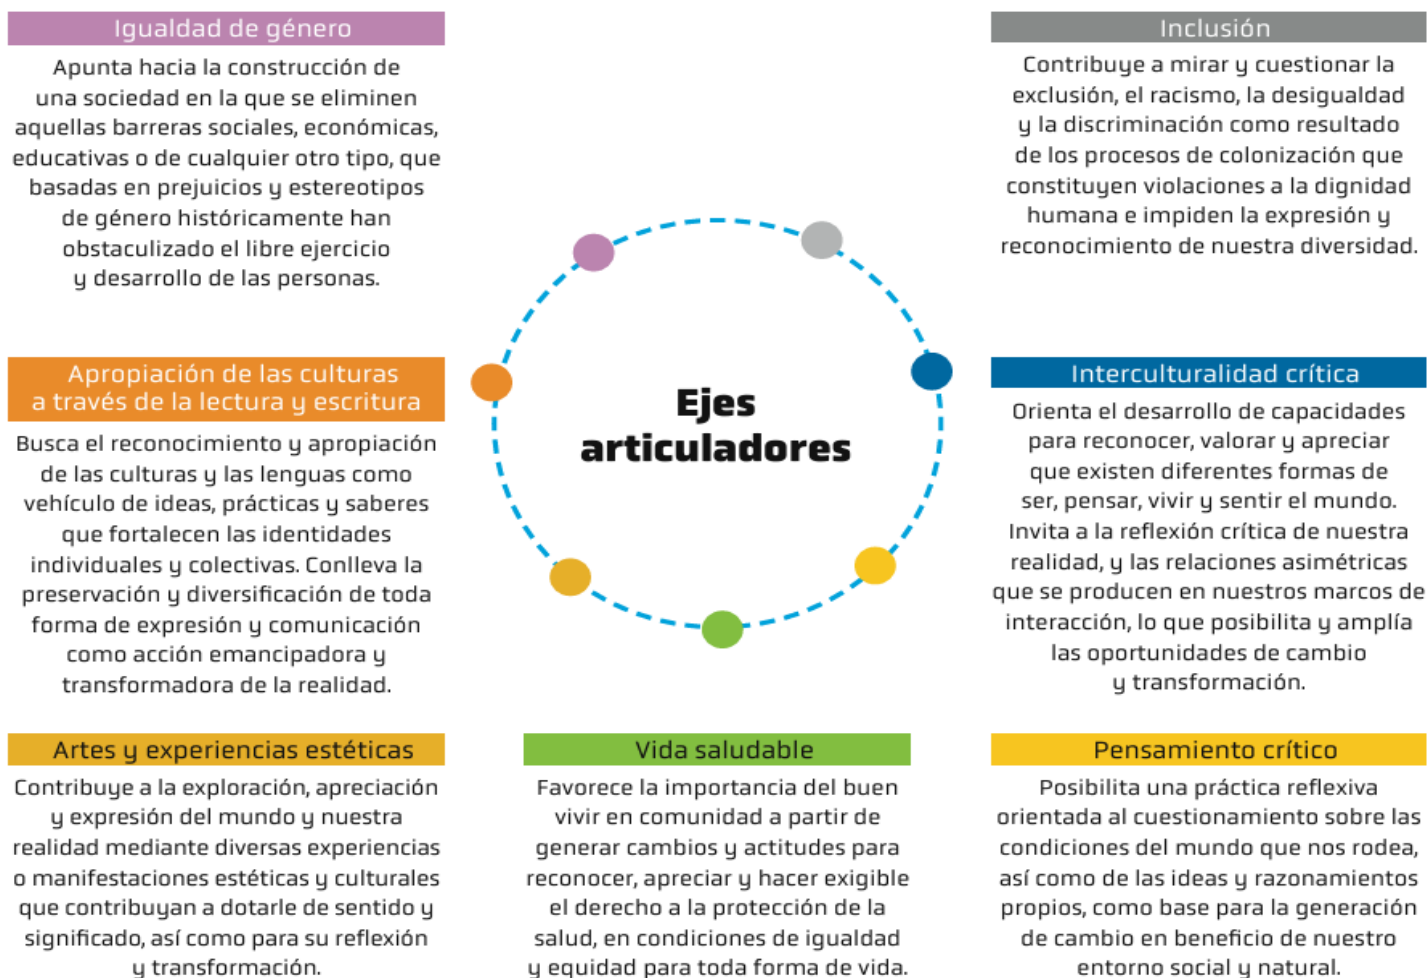 Igualdad de género
Apunta hacia la construcción de
una sociedad en la que se eliminen
aquellas barreras sociales, económicas,
educativas o de cualquier otro tipo, que
basadas en prejuicios y estereotipos
de género históricamente han
obstaculizado el libre ejercicio
y desarrollo de las personas.
Inclusión
Contribuye a mirar y cuestionar la
exclusión, el racismo, la desigualdad
y la discriminación como resultado
de los procesos de colonización que
constituyen violaciones a la dignidad
humana e impiden la expresión y
reconocimiento de nuestra diversidad.
Apropiación de las culturas
a través de la lectura y escritura
Busca el reconocimiento y apropiación
de las culturas y las lenguas como
vehículo de ideas, prácticas y saberes
que fortalecen las identidades
individuales y colectivas. Conlleva la
preservación y diversificación de toda
forma de expresión y comunicación
como acción emancipadora y
transformadora de la realidad.
Ejes
articuladores
Interculturalidad crítica
Orienta el desarrollo de capacidades
para reconocer, valorar y apreciar
que existen diferentes formas de
ser, pensar, vivir y sentir el mundo.
Invita a la reflexión crítica de nuestra
realidad, y las relaciones asimétricas
que se producen en nuestros marcos de
interacción, lo que posibilita y amplía
las oportunidades de cambio
y transformación.
Artes y experiencias estéticas
Contribuye a la exploración, apreciación
y expresión del mundo y nuestra
realidad mediante diversas experiencias
o manifestaciones estéticas y culturales
que contribuyan a dotarle de sentido y
significado, así como para su reflexión
y transformación.
Vida saludable
Favorece la importancia del buen
vivir en comunidad a partir de
generar cambios y actitudes para
reconocer, apreciar y hacer exigible
el derecho a la protección de la
salud, en condiciones de igualdad
y equidad para toda forma de vida.
Pensamiento crítico
Posibilita una práctica reflexiva
orientada al cuestionamiento sobre las
condiciones del mundo que nos rodea,
así como de las ideas y razonamientos
propios, como base para la generación
de cambio en beneficio de nuestro
entorno social y natural.